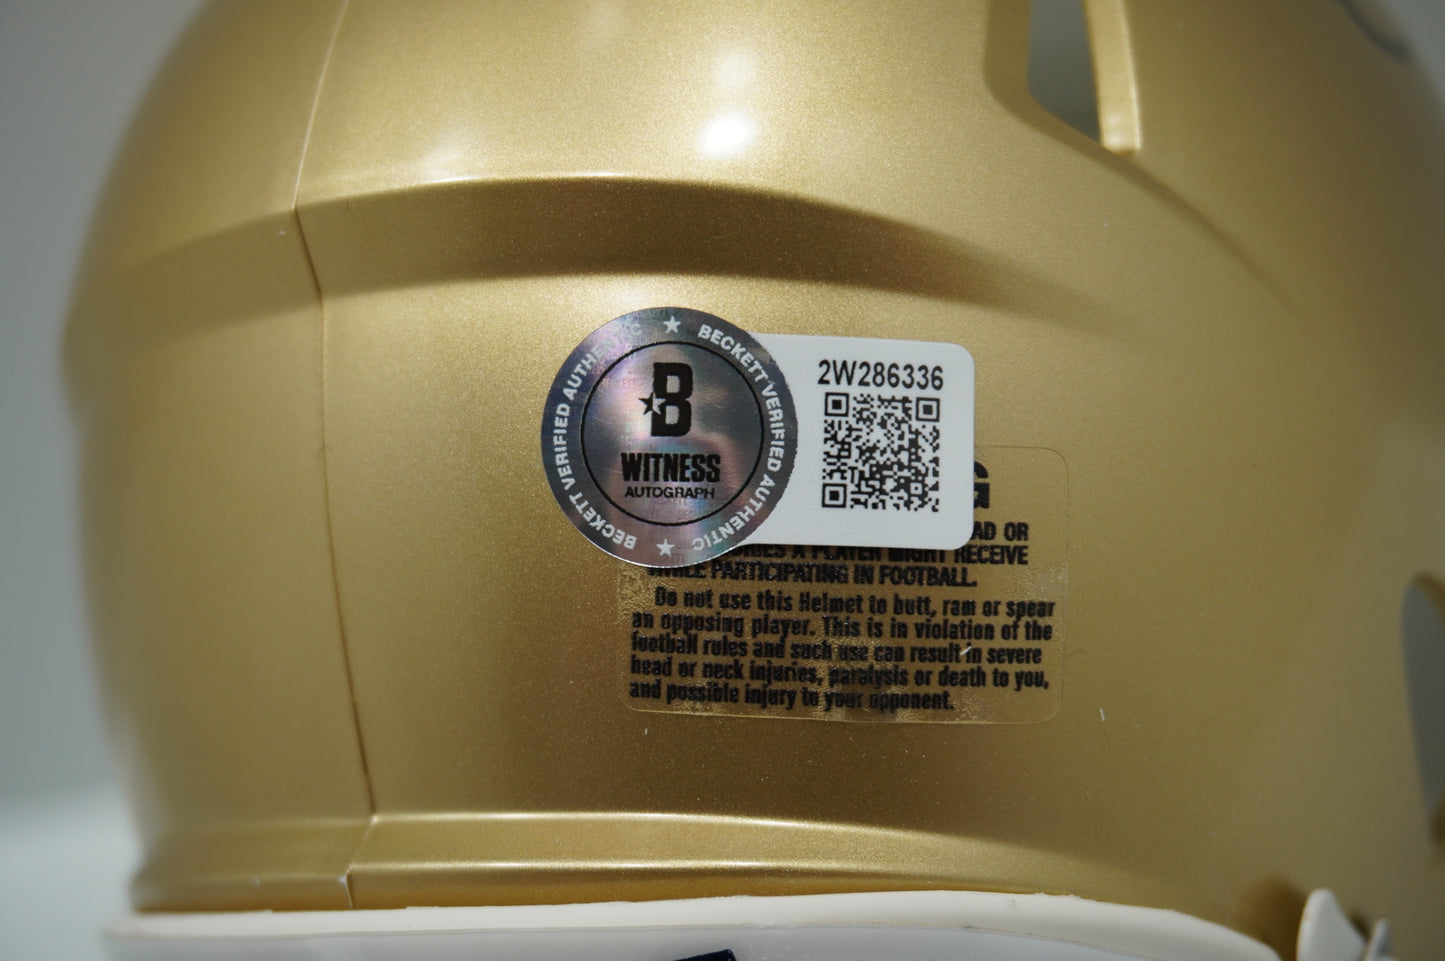 ★ BECKETT VERIFIED AUTHENTIC ★ BECKETT VERIFIED AUTHENTIC
B
WITNESS
AUTOGRAPH
2W286336
G
AD OR
A PLAYER MIGHT RECEIVE
WHILE PARTICIPATING IN FOOTBALL.
Do not use this Helmet to butt, ram or spear
an opposing player. This is in violation of the
football rules and such use can result in severe
head or neck injuries, paralysis or death to you,
and possible injury to your opponent.